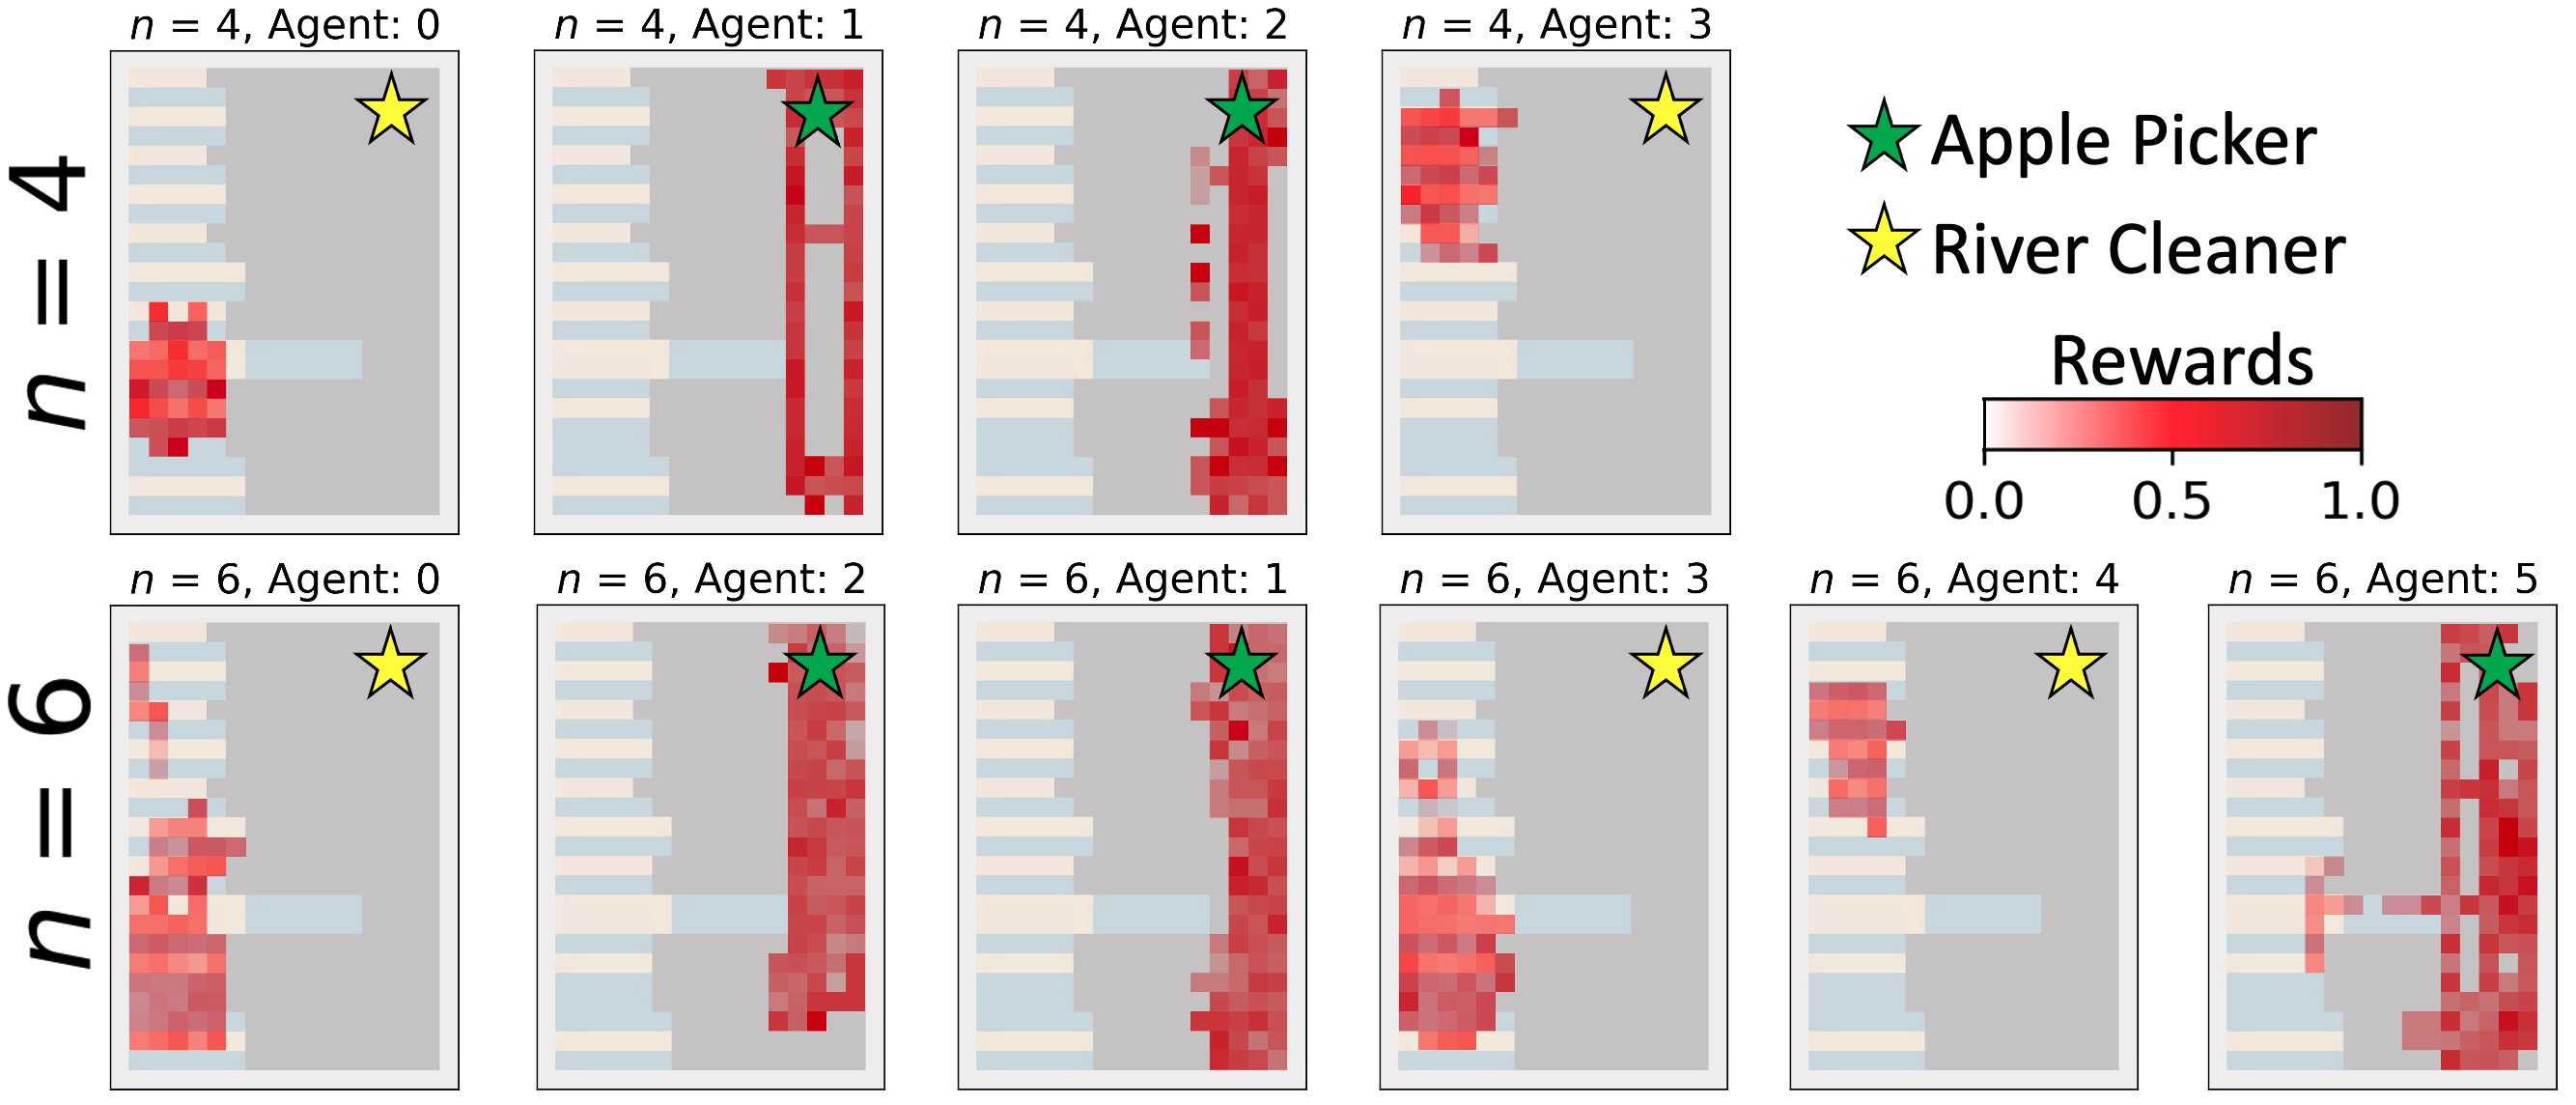 n = 4
n = 4, Agent: 0
n = 4, Agent: 1
n = 4, Agent: 2
n = 4, Agent: 3
Apple Picker
River Cleaner
Rewards
0.0 0.5 1.0
n = 6
n = 6, Agent: 0
n = 6, Agent: 2
n = 6, Agent: 1
n = 6, Agent: 3
n = 6, Agent: 4
n = 6, Agent: 5